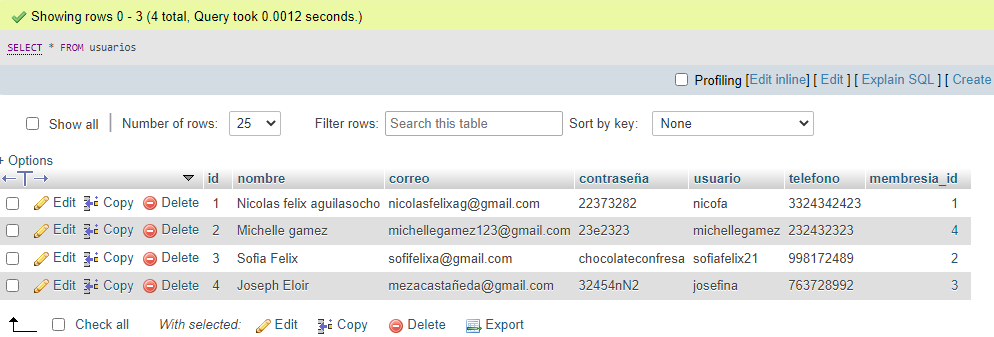 Showing rows 0 - 3 (4 total, Query took 0.0012 seconds.)
SELECT * FROM usuarios
Profiling [Edit inline] [ Edit ] [ Explain SQL ] [ Create
Show all Number of rows: 25 Filter rows: Search this table Sort by key: None
+ Options
←T→ id nombre correo contraseña usuario telefono membresia_id
Edit Copy Delete 1 Nicolas felix aguilasocho nicolasfelixag@gmail.com 22373282 nicofa 3324342423 1
Edit Copy Delete 2 Michelle gamez michellegamez123@gmail.com 23e2323 michellegamez 232432323 4
Edit Copy Delete 3 Sofia Felix sofifelixa@gmail.com chocolateconfresa sofiafelix21 998172489 2
Edit Copy Delete 4 Joseph Eloir mezacastañeda@gmail.com 32454nN2 josefina 763728992 3
Check all With selected: Edit Copy Delete Export